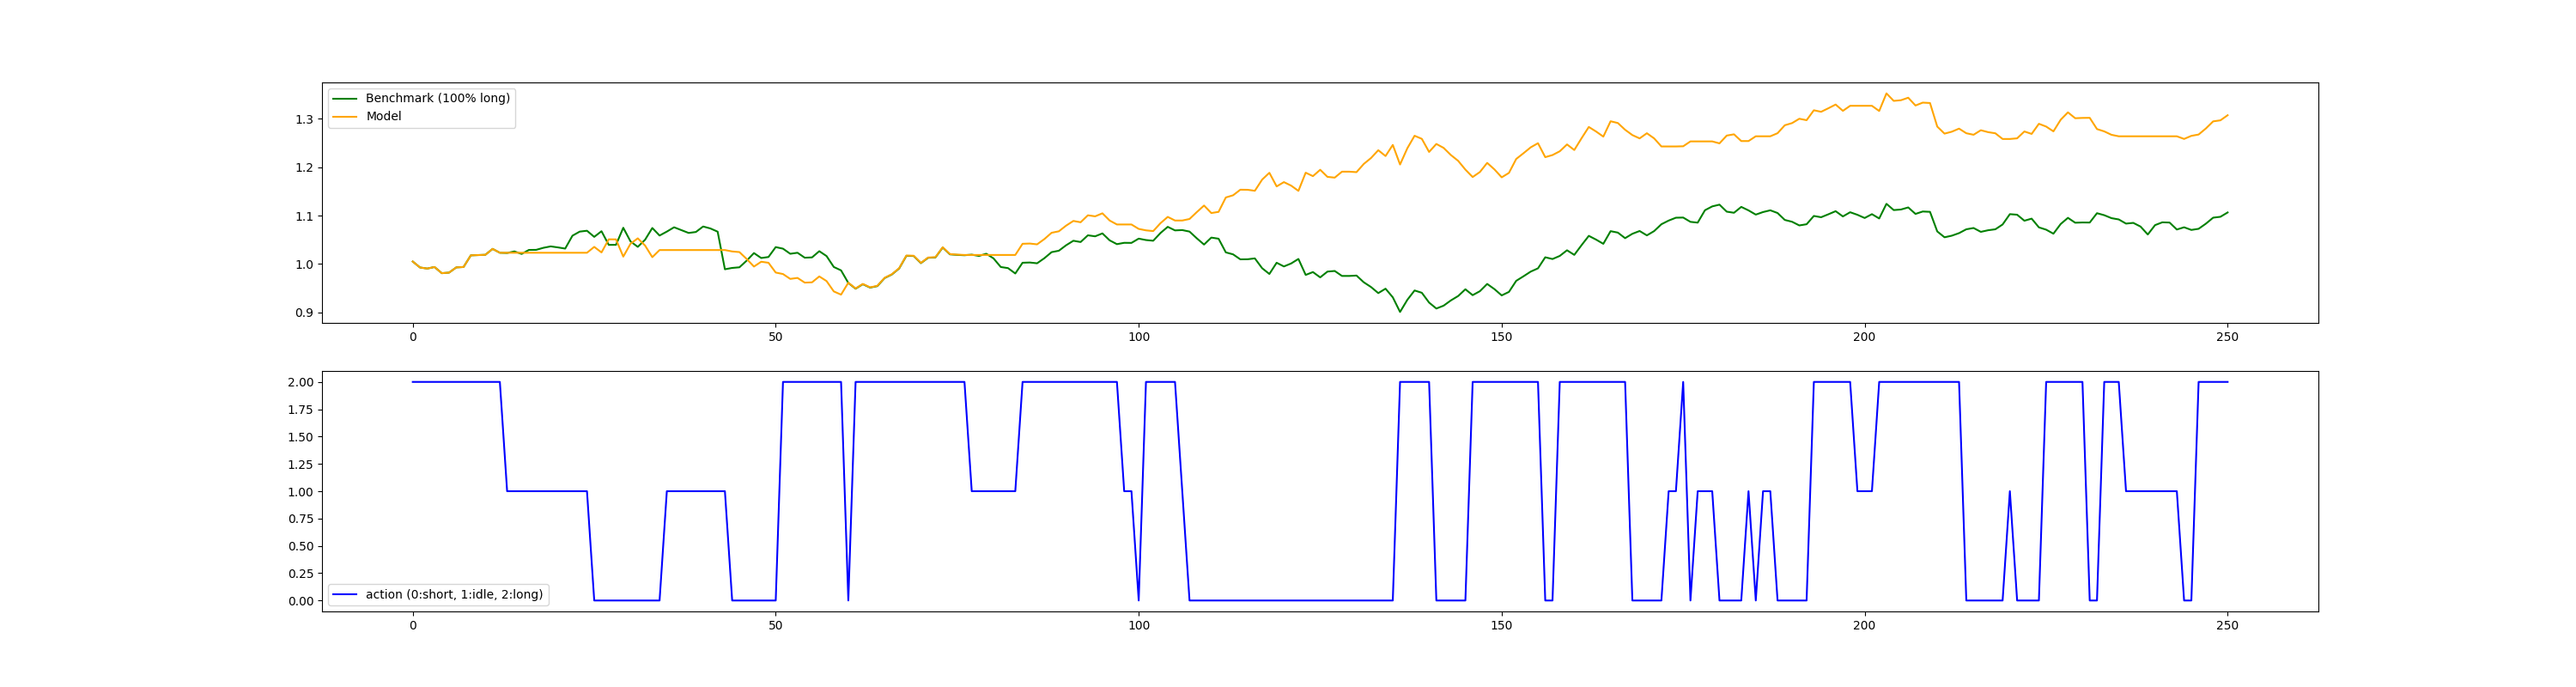 Benchmark (100% long)
Model
1.3
1.2
1.1
1.0
0.9
0 50 100 150 200 250
2.00
1.75
1.50
1.25
1.00
0.75
0.50
0.25
0.00
action (0:short, 1:idle, 2:long)
0 50 100 150 200 250